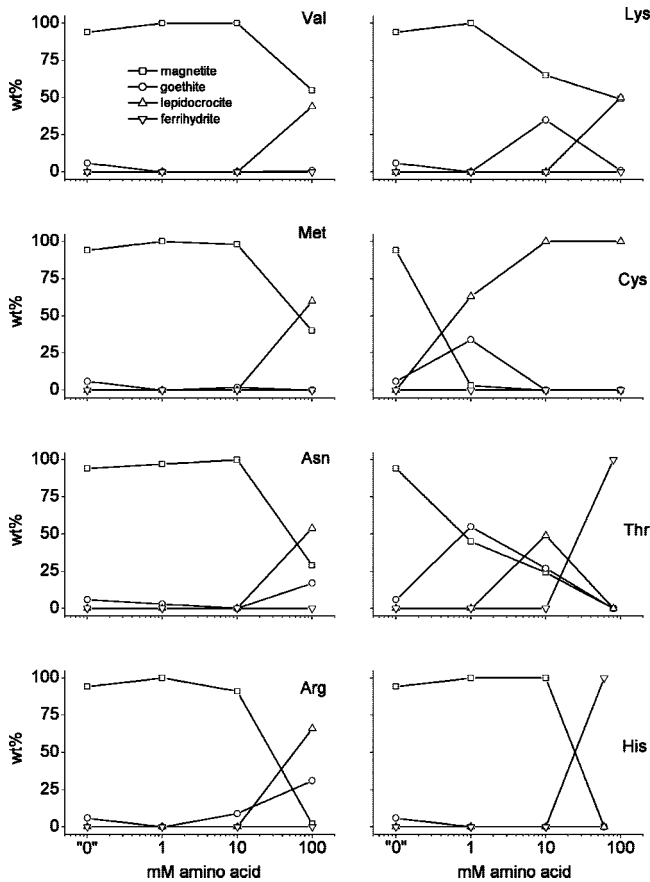 Val
wt%
100
75
50
25
0
magnetite
goethite
lepidocrocite
ferrihydrite
Lys
Met
wt%
100
75
50
25
0
Cys
Asn
wt%
100
75
50
25
0
Thr
Arg
wt%
100
75
50
25
0
"0" 1 10 100
mM amino acid
His
"0" 1 10 100
mM amino acid